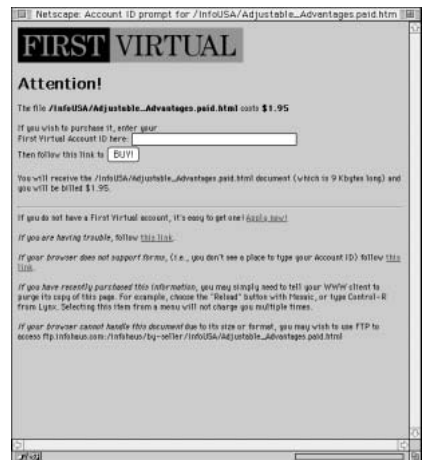 Netscape: Account ID prompt for /InfoUSA/Adjustable_Advantages.paid.htm
FIRST VIRTUAL
Attention!
The file /InfoUSA/Adjustable_Advantages.paid.html costs $1.95
If you wish to purchase it, enter your
First Virtual Account ID here:
Then follow this link to BUY!
You will receive the /InfoUSA/Adjustable_Advantages.paid.html document (which is 9 Kbytes long) and
you will be billed $1.95.
If you do not have a First Virtual account, it's easy to get one! Apply now!
If you are having trouble, follow this link.
If your browser does not support forms, (i.e., you don't see a place to type your Account ID) follow this
link.
If you have recently purchased this information, you may simply need to tell your WWW client to
purge its copy of this page. For example, choose the "Reload" button with Mosaic, or type Control-R
from Lynx. Selecting this item from a menu will not charge you multiple times.
If your browser cannot handle this document due to its size or format, you may wish to use FTP to
access ftp.infohaus.com:/infohaus/by-seller/InfoUSA/Adjustable_Advantages.paid.html